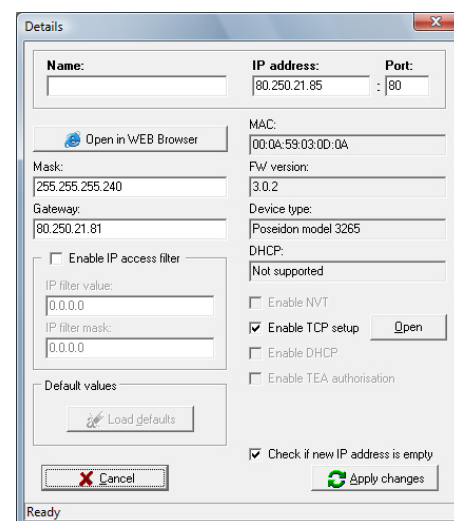 Details
Name: IP address: Port:
80.250.21.85 : 80
Open in WEB Browser
MAC:
00:0A:59:03:0D:0A
Mask:
255.255.255.240
FW version:
3.0.2
Gateway:
80.250.21.81
Device type:
Poseidon model 3265
Enable IP access filter
DHCP:
Not supported
IP filter value:
0.0.0.0
IP filter mask:
0.0.0.0
Enable NVT
Enable TCP setup Open
Enable DHCP
Enable TEA authorisation
Default values
Load defaults
Check if new IP address is empty
Cancel Apply changes
Ready